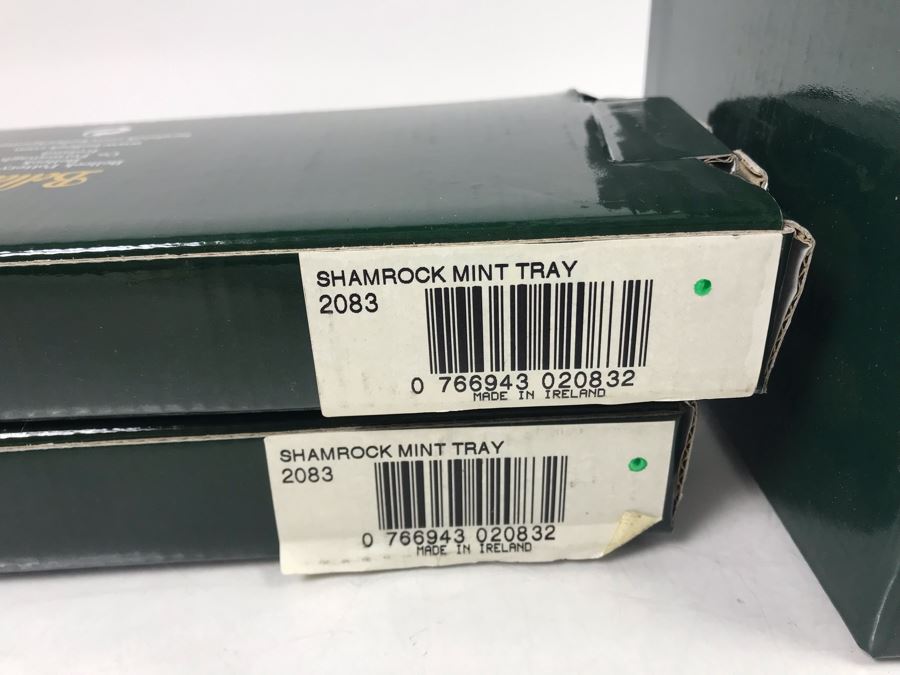 SHAMROCK MINT TRAY
2083
0 766943 020832
MADE IN IRELAND
SHAMROCK MINT TRAY
2083
0 766943 020832
MADE IN IRELAND